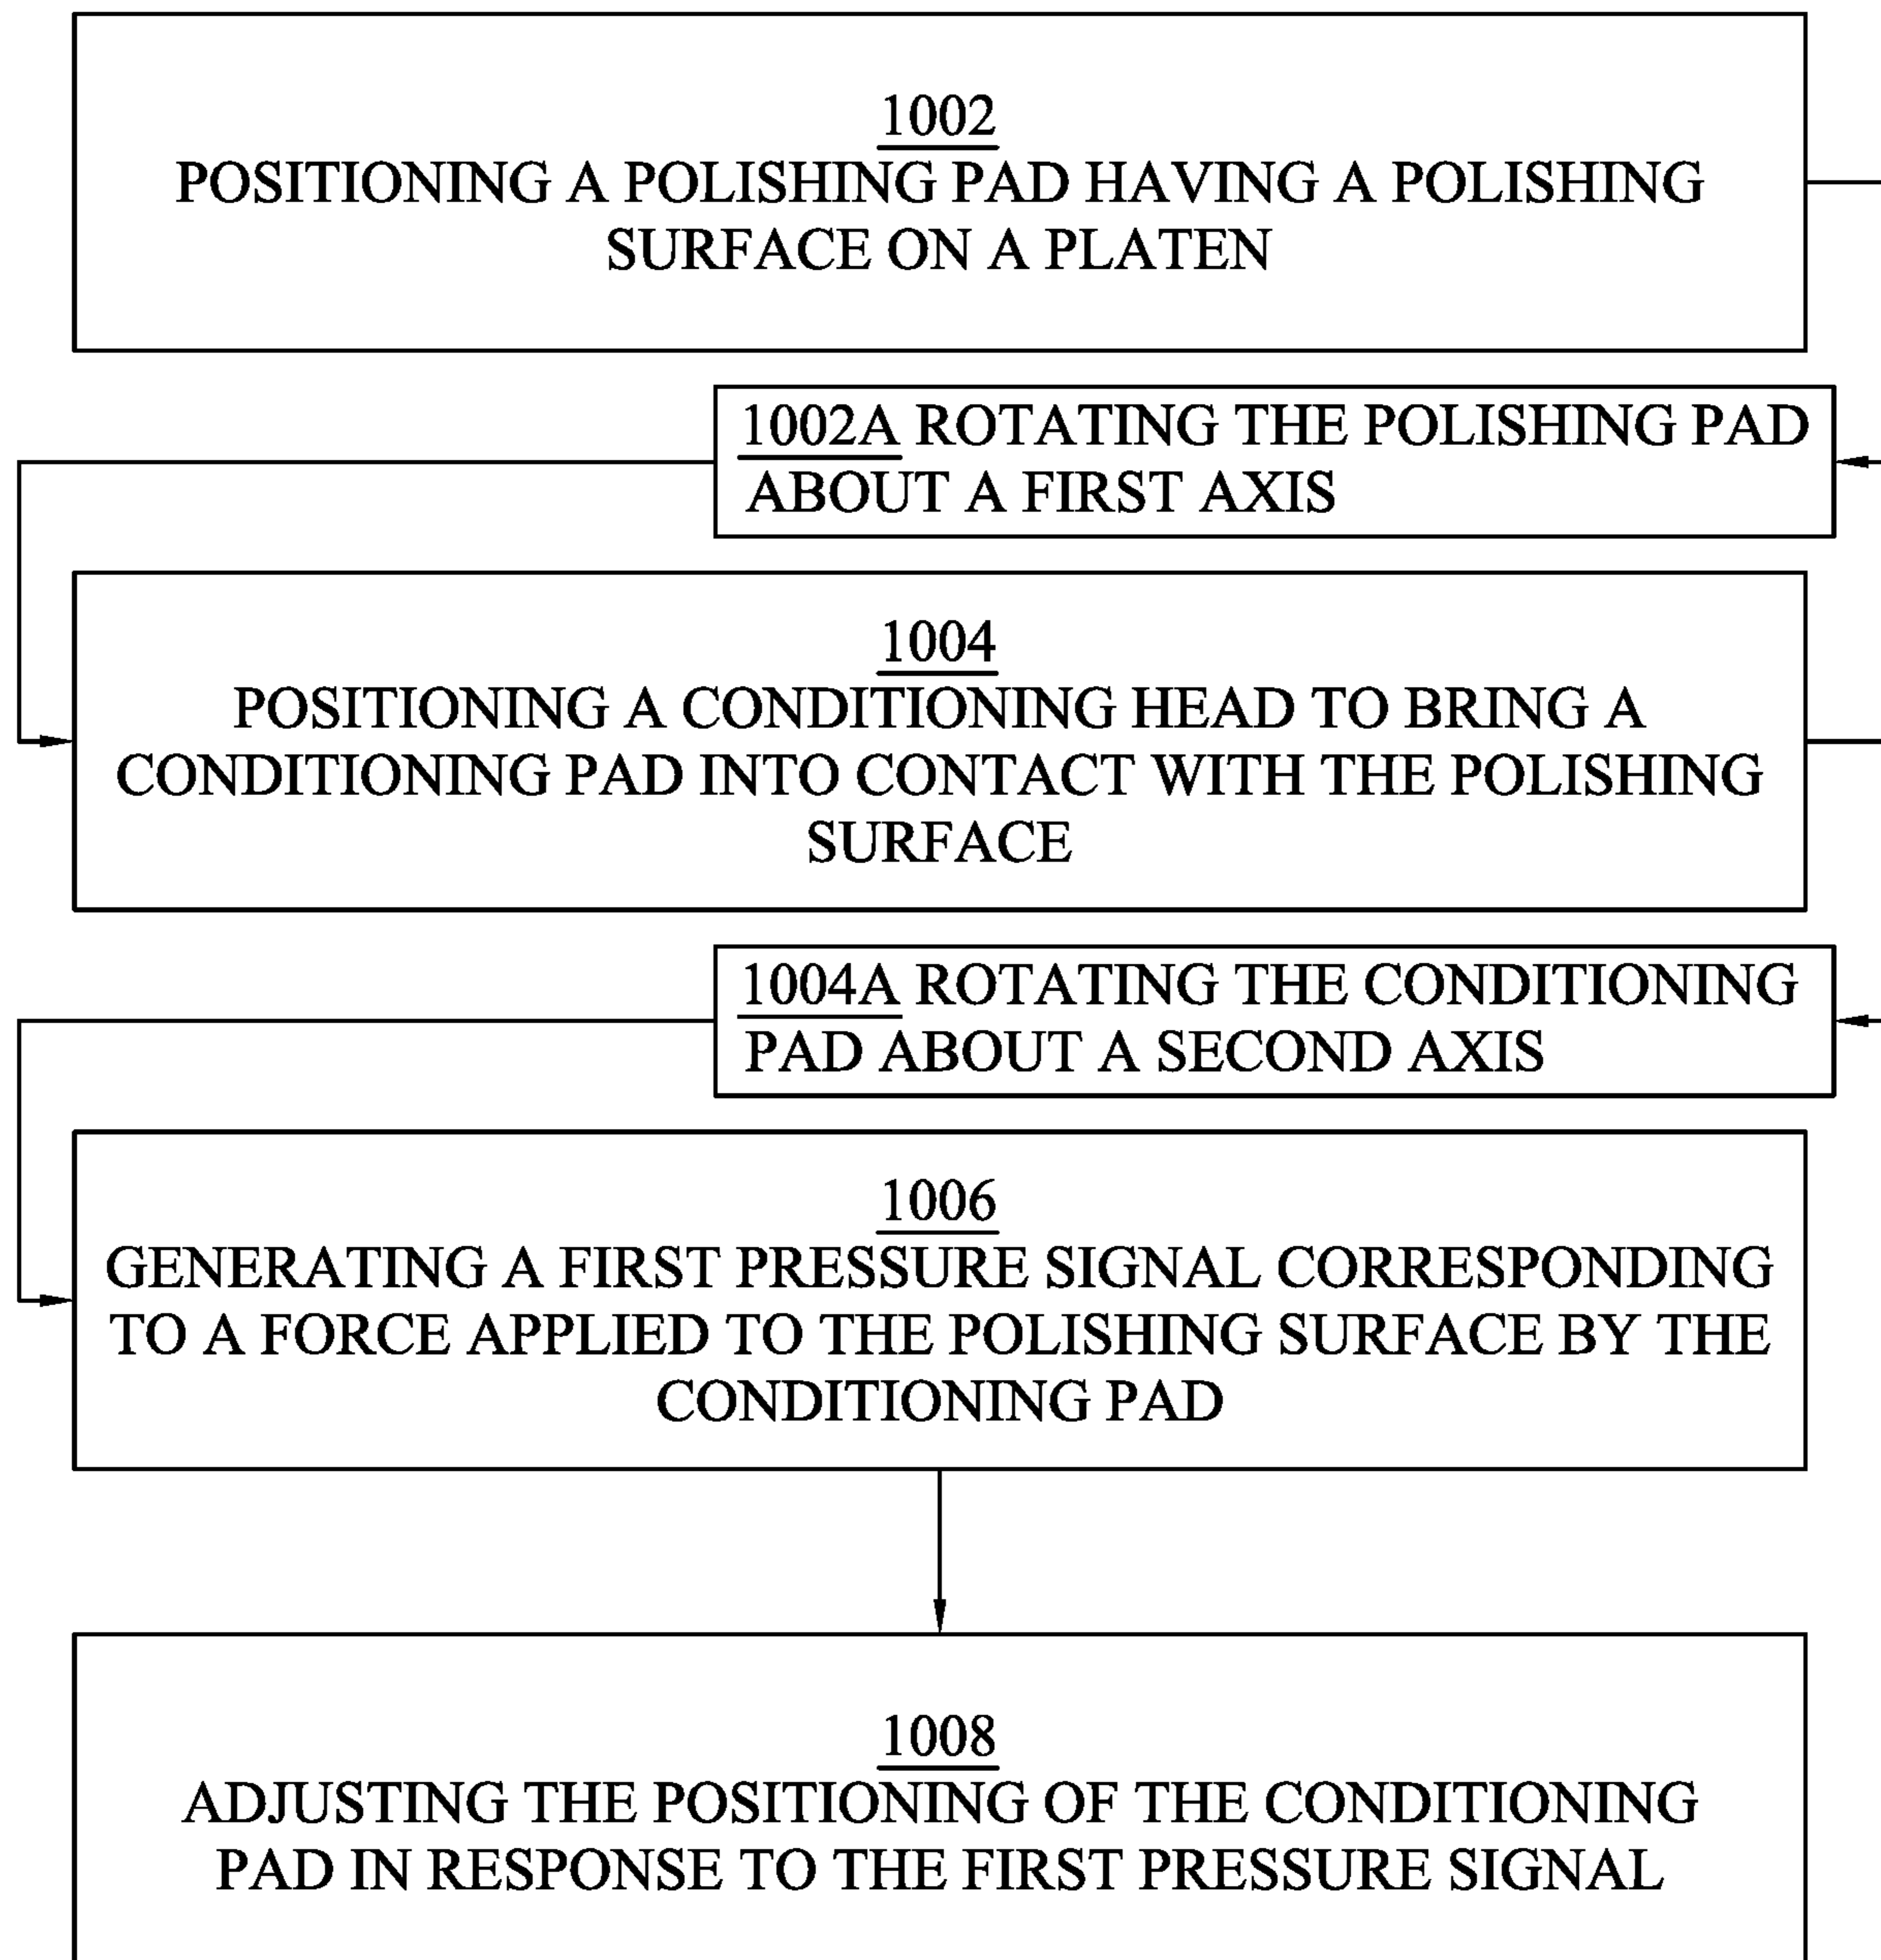 1002
POSITIONING A POLISHING PAD HAVING A POLISHING
SURFACE ON A PLATEN
1002A ROTATING THE POLISHING PAD
ABOUT A FIRST AXIS
1004
POSITIONING A CONDITIONING HEAD TO BRING A
CONDITIONING PAD INTO CONTACT WITH THE POLISHING
SURFACE
1004A ROTATING THE CONDITIONING
PAD ABOUT A SECOND AXIS
1006
GENERATING A FIRST PRESSURE SIGNAL CORRESPONDING
TO A FORCE APPLIED TO THE POLISHING SURFACE BY THE
CONDITIONING PAD
1008
ADJUSTING THE POSITIONING OF THE CONDITIONING
PAD IN RESPONSE TO THE FIRST PRESSURE SIGNAL